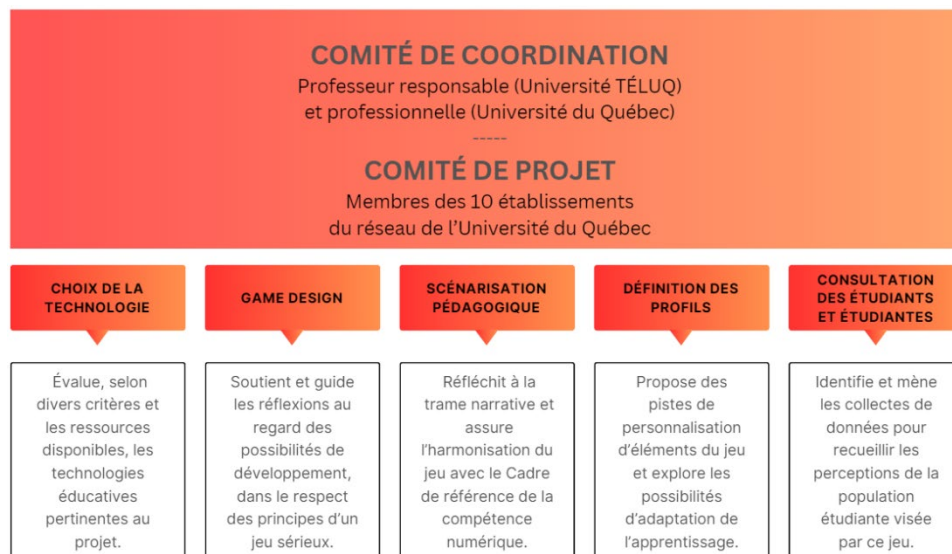 COMITÉ DE COORDINATION
Professeur responsable (Université TÉLUQ)
et professionnelle (Université du Québec)
-----
COMITÉ DE PROJET
Membres des 10 établissements
du réseau de l'Université du Québec
CHOIX DE LA
TECHNOLOGIE
Évalue, selon
divers critères et
les ressources
disponibles, les
technologies
éducatives
pertinentes au
projet.
GAME DESIGN
Soutient et guide
les réflexions au
regard des
possibilités de
développement,
dans le respect
des principes d'un
jeu sérieux.
SCÉNARISATION
PÉDAGOGIQUE
Réfléchit à la
trame narrative et
assure
l'harmonisation du
jeu avec le Cadre
de référence de la
compétence
numérique.
DÉFINITION DES
PROFILS
Propose des
pistes de
personnalisation
d'éléments du jeu
et explore les
possibilités
d'adaptation de
l'apprentissage.
CONSULTATION
DES ÉTUDIANTS
ET ÉTUDIANTES
Identifie et mène
les collectes de
données pour
recueillir les
perceptions de la
population
étudiante visée
par ce jeu.